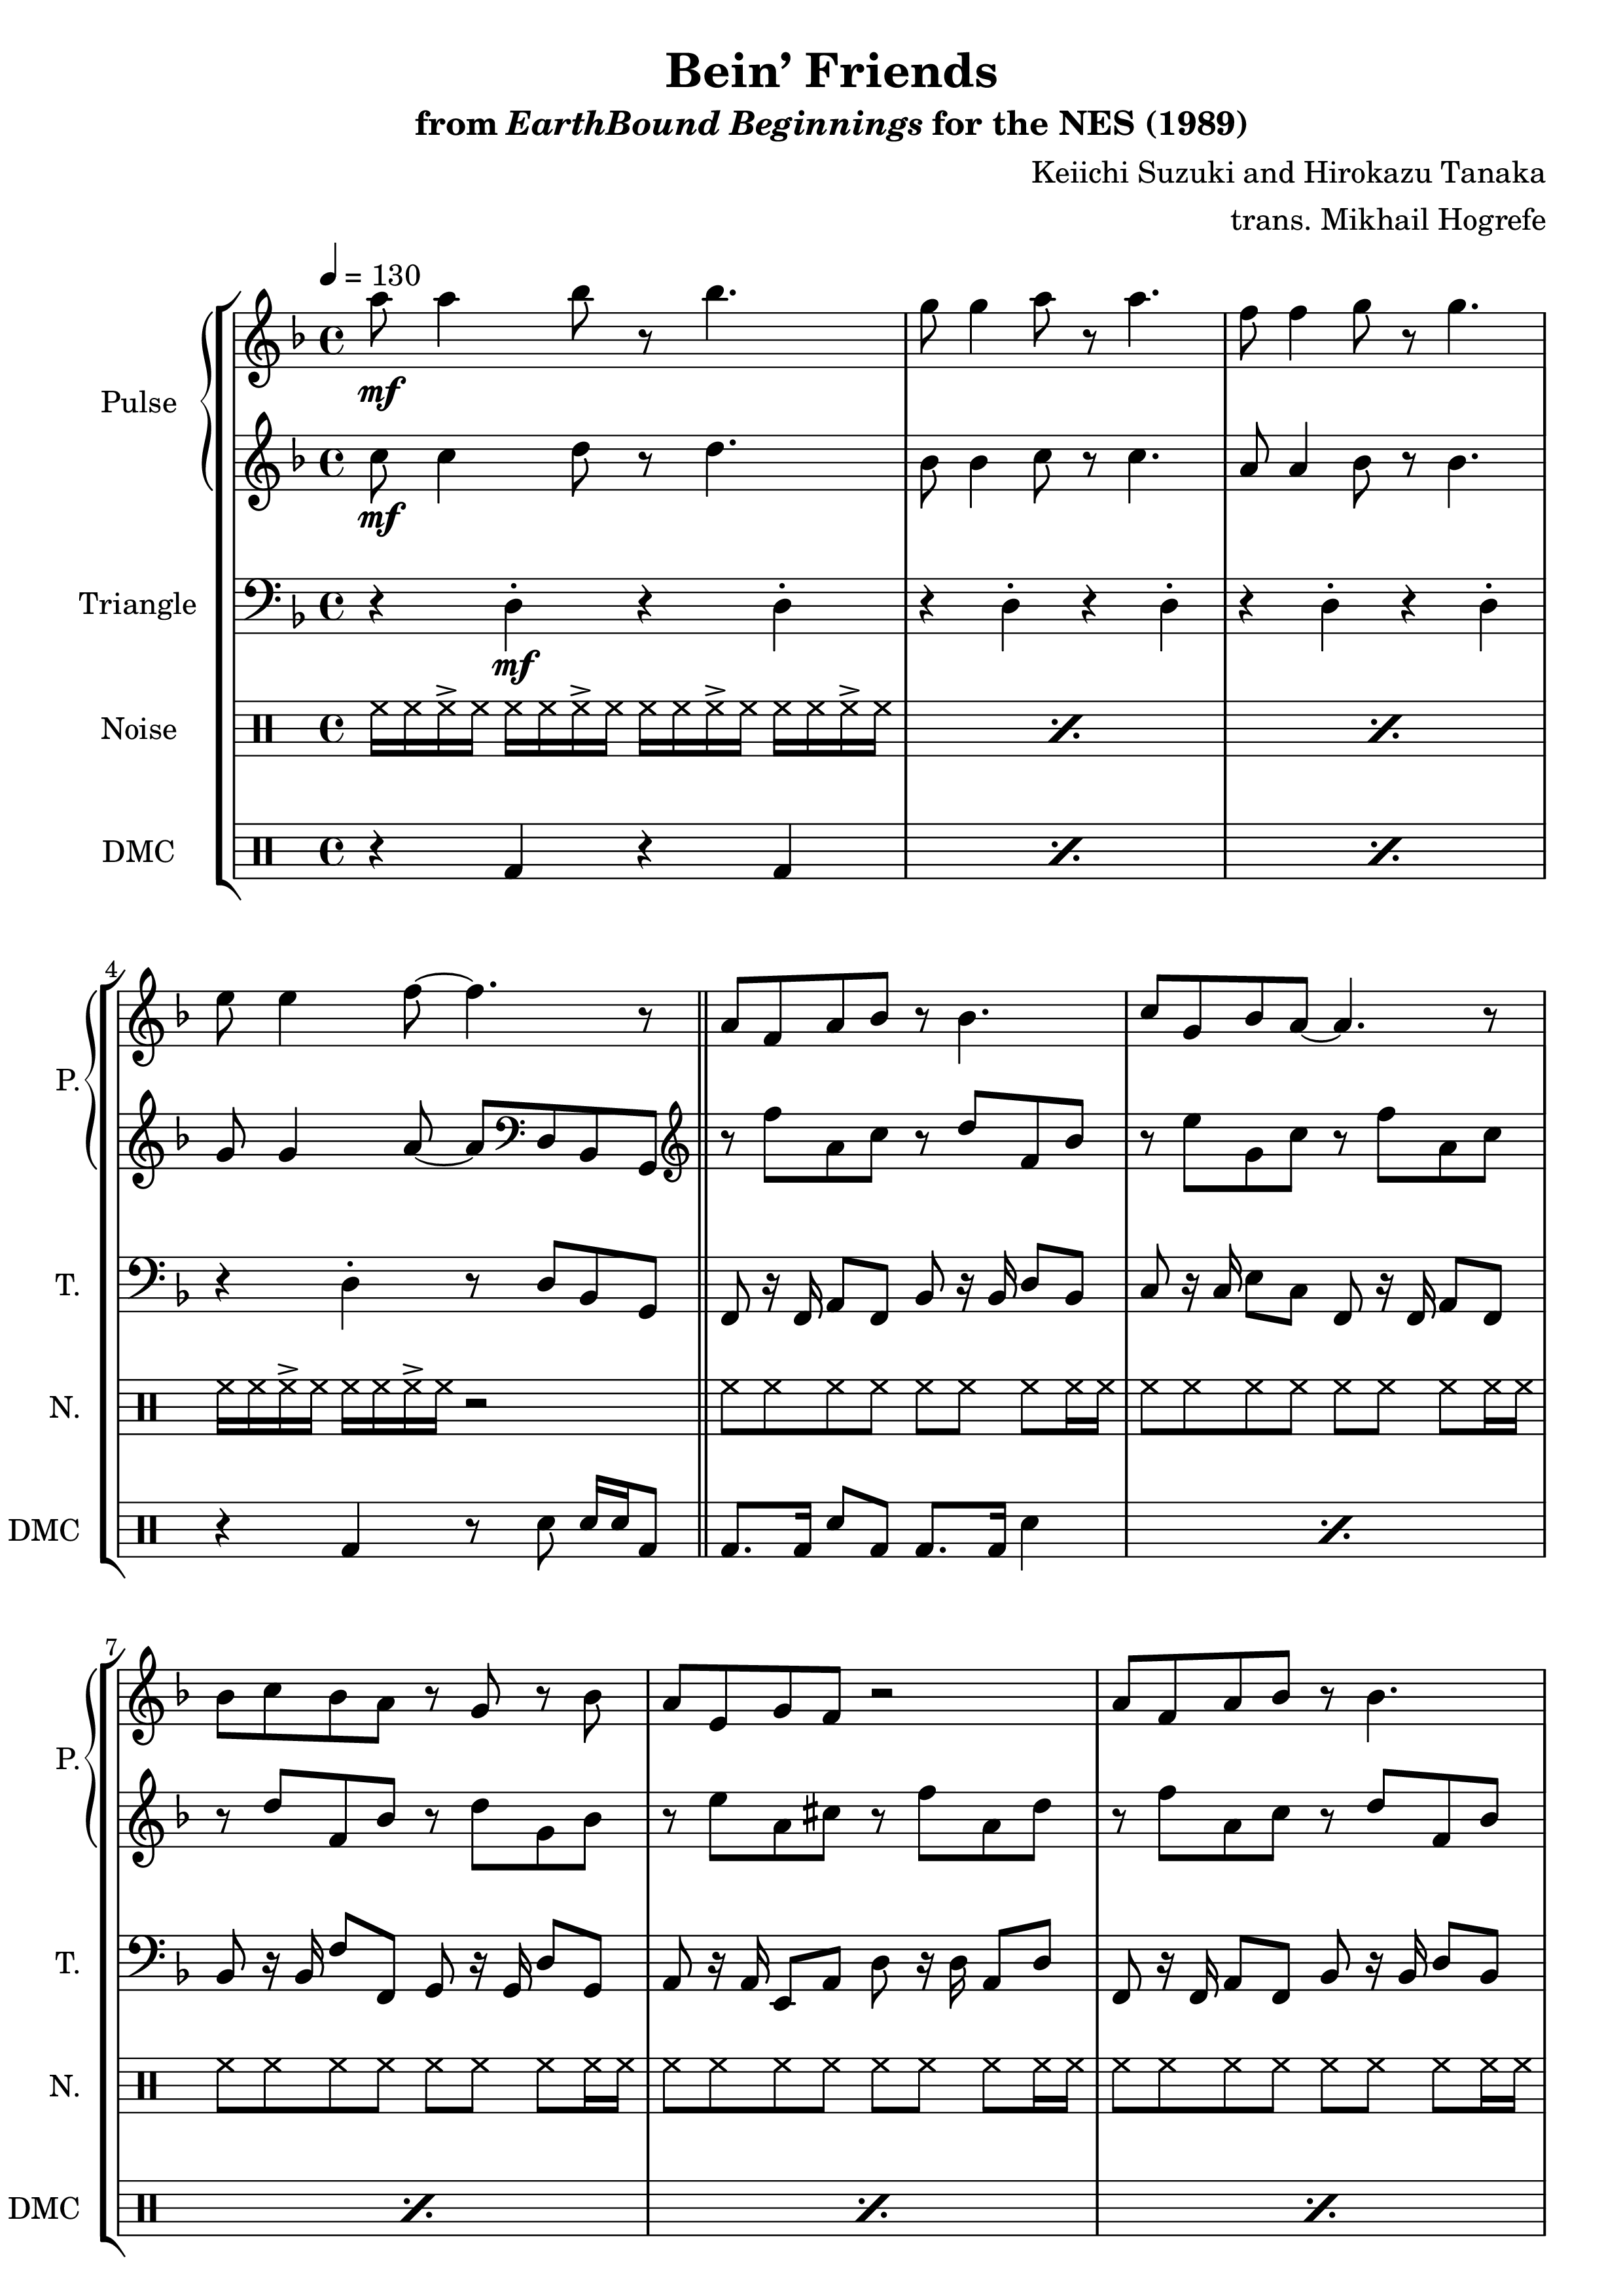 Bein’ Friends
from EarthBound Beginnings for the NES (1989)
Keiichi Suzuki and Hirokazu Tanaka
trans. Mikhail Hogrefe
= 130
Pulse
mf
mf
Triangle
mf
Noise
DMC
4
P.
T.
N.
DMC
7
P.
T.
N.
DMC